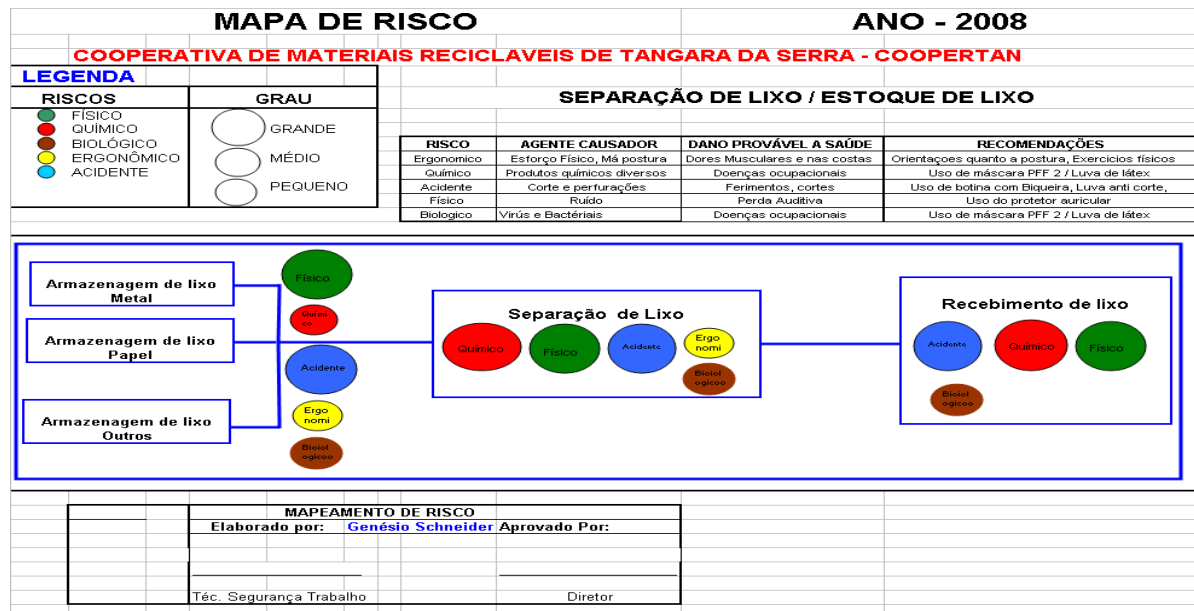 MAPA DE RISCO ANO - 2008
COOPERATIVA DE MATERIAIS RECICLAVEIS DE TANGARA DA SERRA - COOPERTAN
LEGENDA
RISCOS GRAU
FÍSICO
QUÍMICO
BIOLÓGICO
ERGONÔMICO
ACIDENTE
GRANDE
MÉDIO
PEQUENO
SEPARAÇÃO DE LIXO / ESTOQUE DE LIXO
RISCO AGENTE CAUSADOR DANO PROVÁVEL A SAÚDE RECOMENDAÇÕES
Ergonomico Esforço Físico, Má postura Dores Musculares e nas costas Orientaçoes quanto a postura, Exercicios físicos
Químico Produtos químicos diversos Doenças ocupacionais Uso de máscara PFF 2 / Luva de látex
Acidente Corte e perfurações Ferimentos, cortes Uso de botina com Biqueira, Luva anti corte,
Físico Ruído Perda Auditiva Uso do protetor auricular
Biologico Virús e Bactériais Doenças ocupacionais Uso de máscara PFF 2 / Luva de látex
Armazenagem de lixo
Metal
Armazenagem de lixo
Papel
Armazenagem de lixo
Outros
Físico
Quími
co
Acidente
Ergo
nomi
Bioiol
ogicoo
Separação de Lixo
Químico
Físico
Acidente
Ergo
nomi
Bioiol
ogicoo
Recebimento de lixo
Acidente
Químico
Físico
Bioiol
ogicoo
MAPEAMENTO DE RISCO
Elaborado por: Genésio Schneider Aprovado Por:
Téc. Segurança Trabalho Diretor